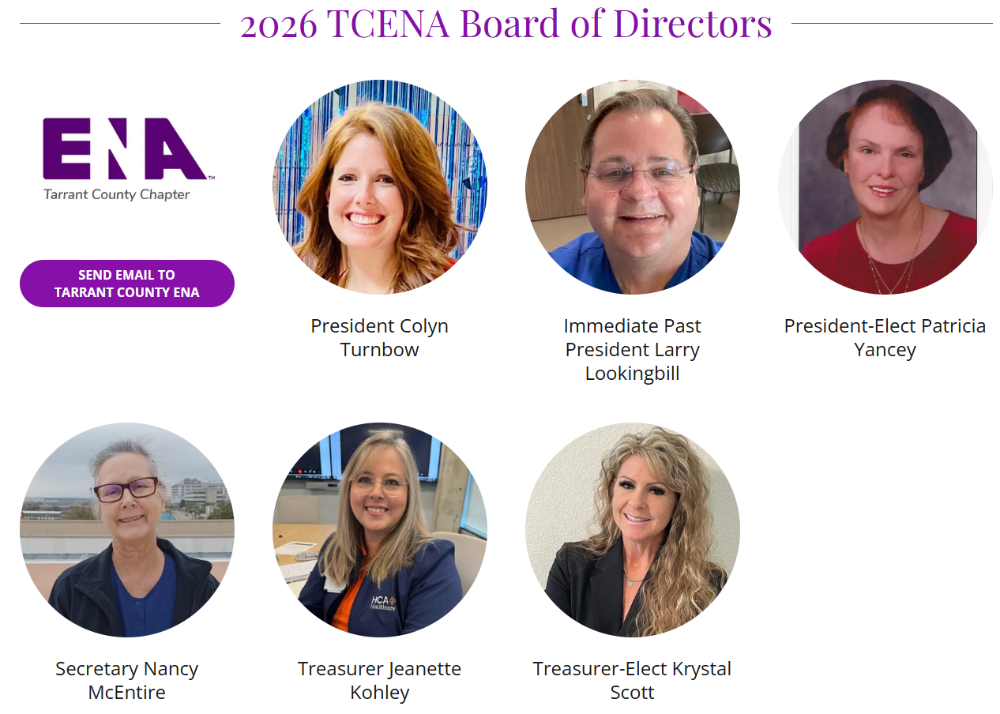 2026 TCENA Board of Directors
ENA™
Tarrant County Chapter
SEND EMAIL TO
TARRANT COUNTY ENA
President Colyn
Turnbow
Immediate Past
President Larry
Lookingbill
President-Elect Patricia
Yancey
HCA
Healthcare
Secretary Nancy
McEntire
Treasurer Jeanette
Kohley
Treasurer-Elect Krystal
Scott